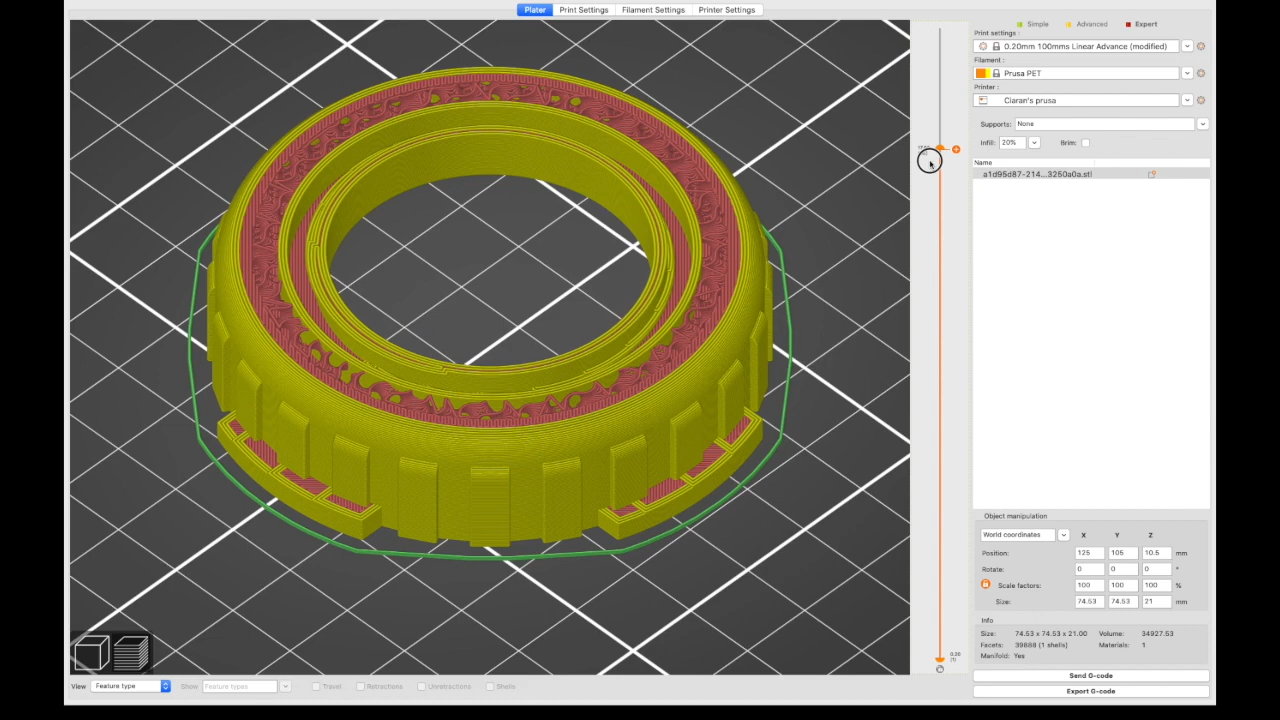 Plater Print Settings Filament Settings Printer Settings
Simple Advanced Expert
Print settings :
0.20mm 100mms Linear Advance (modified)
Filament :
Prusa PET
Printer :
Ciaran's prusa
Supports: None
Infill: 20% Brim:
Name
a1d95d87-214...3250a0a.stl
Object manipulation
World coordinates X Y Z
Position: 125 105 10.5 mm
Rotate: 0 0 0 °
Scale factors: 100 100 100 %
Size: 74.53 74.53 21 mm
Info
Size: 74.53 x 74.53 x 21.00 Volume: 34927.53
Facets: 39888 (1 shells) Materials: 1
Manifold: Yes
0.20
(1)
Send G-code
Export G-code
View Feature type Show Feature types Travel Retractions Unretractions Shells